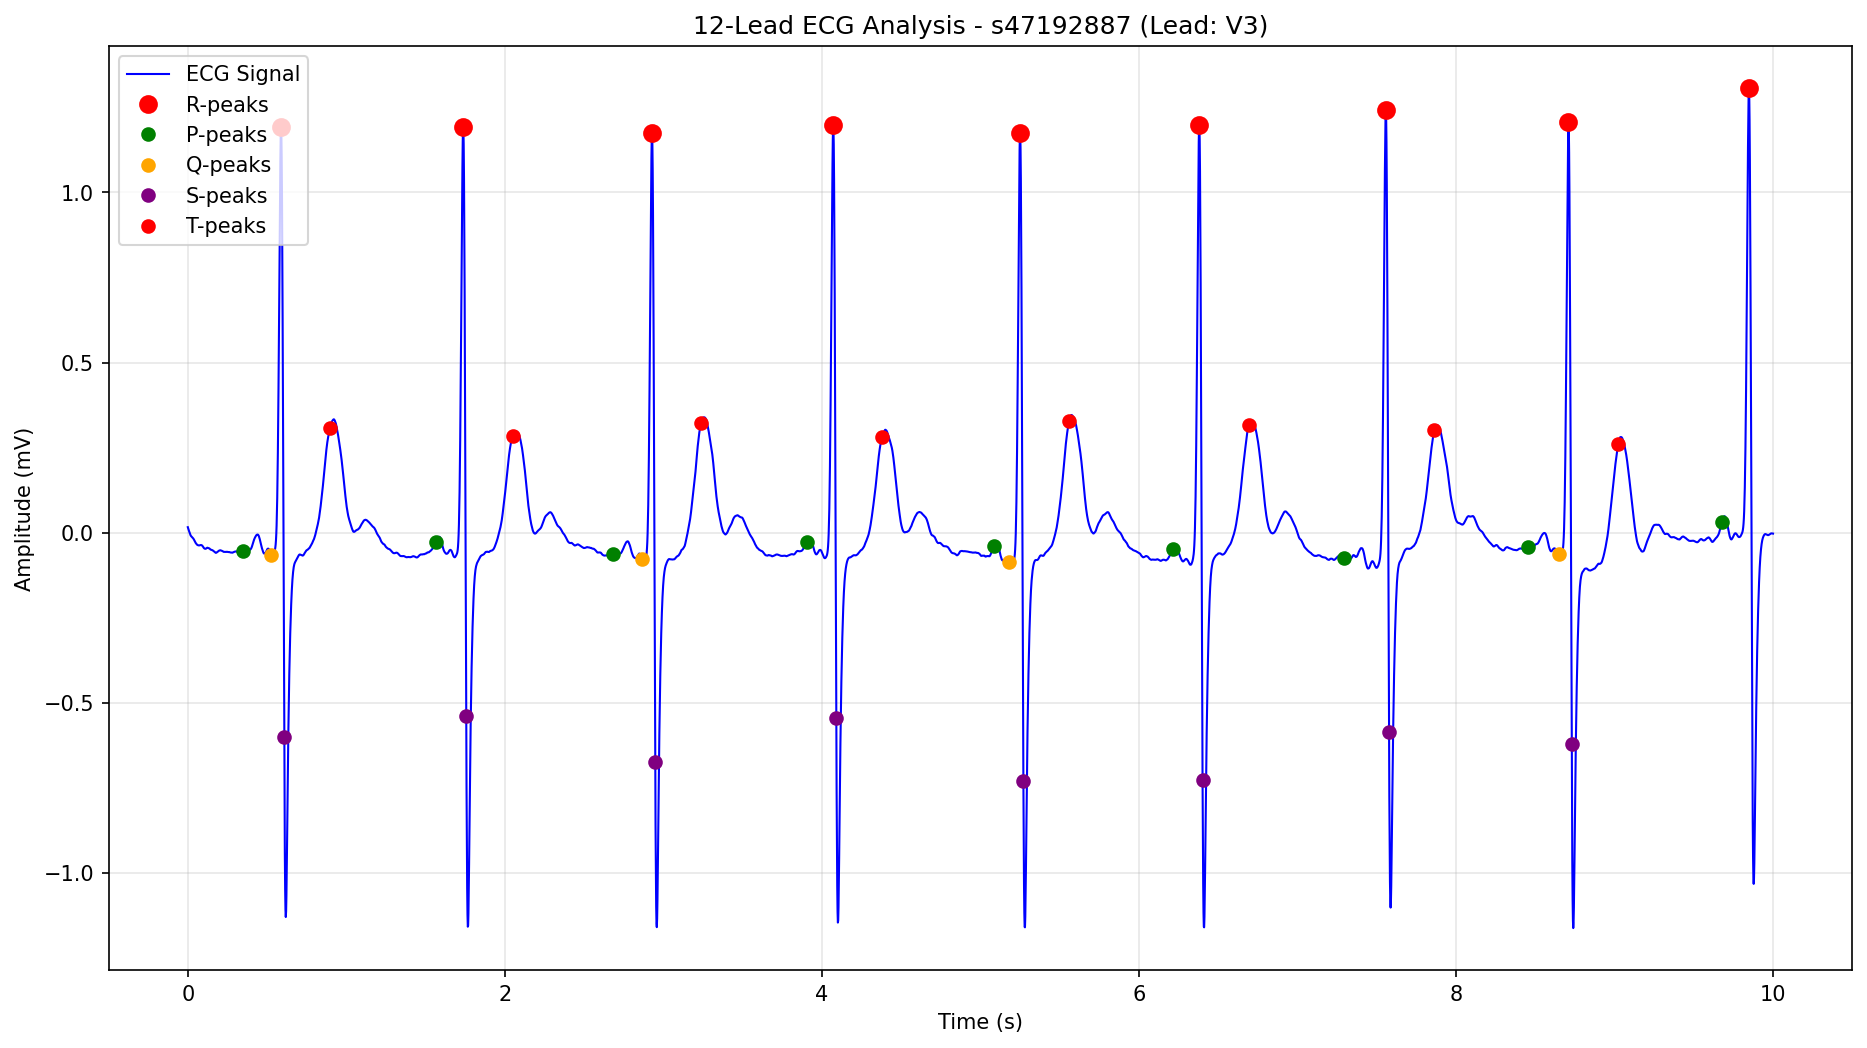 12-Lead ECG Analysis - s47192887 (Lead: V3)
ECG Signal
R-peaks
P-peaks
Q-peaks
S-peaks
T-peaks
1.0
0.5
0.0
−0.5
−1.0
Amplitude (mV)
0 2 4 6 8 10
Time (s)